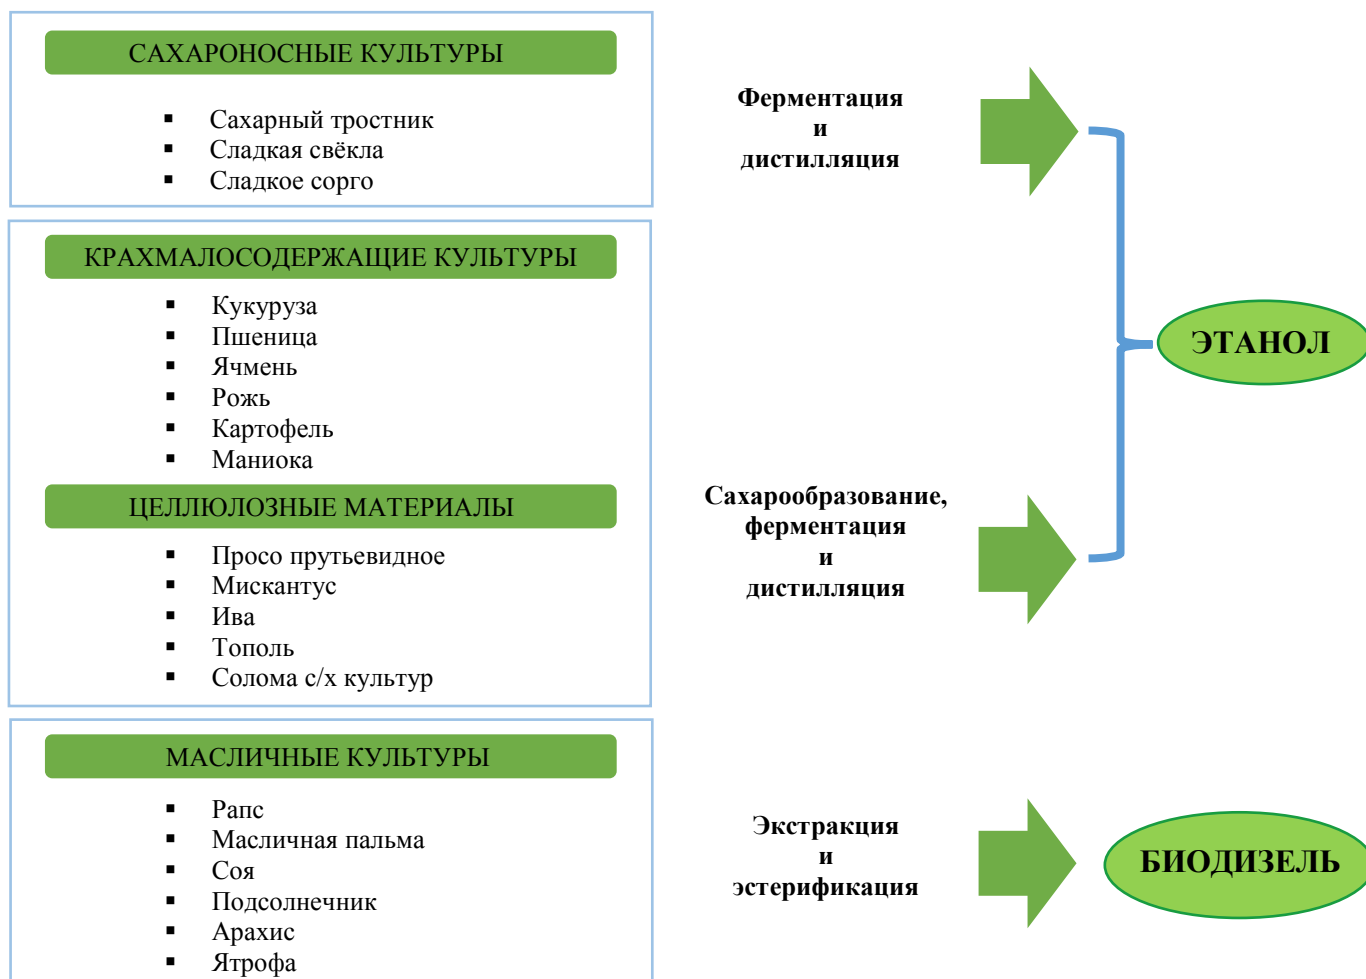 САХАРОНОСНЫЕ КУЛЬТУРЫ
▪ Сахарный тростник
▪ Сладкая свёкла
▪ Сладкое сорго
Ферментация
и
дистилляция
КРАХМАЛОСОДЕРЖАЩИЕ КУЛЬТУРЫ
▪ Кукуруза
▪ Пшеница
▪ Ячмень
▪ Рожь
▪ Картофель
▪ Маниока
ЦЕЛЛЮЛОЗНЫЕ МАТЕРИАЛЫ
▪ Просо прутьевидное
▪ Мискантус
▪ Ива
▪ Тополь
▪ Солома с/х культур
Сахарообразование,
ферментация
и
дистилляция
ЭТАНОЛ
МАСЛИЧНЫЕ КУЛЬТУРЫ
▪ Рапс
▪ Масличная пальма
▪ Соя
▪ Подсолнечник
▪ Арахис
▪ Ятрофа
Экстракция
и
эстерификация
БИОДИЗЕЛЬ